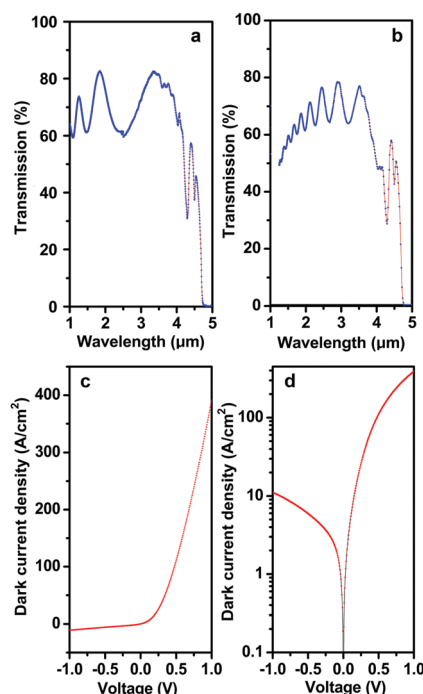 a
b
Transmission (%)
100
80
60
40
20
0
1 2 3 4 5
Wavelength (μm)
Transmission (%)
100
80
60
40
20
0
1 2 3 4 5
Wavelength (μm)
c
d
Dark current density (A/cm²)
400
300
200
100
0
-1.0 -0.5 0.0 0.5 1.0
Voltage (V)
Dark current density (A/cm²)
100
10
1
0.1
-1.0 -0.5 0.0 0.5 1.0
Voltage (V)